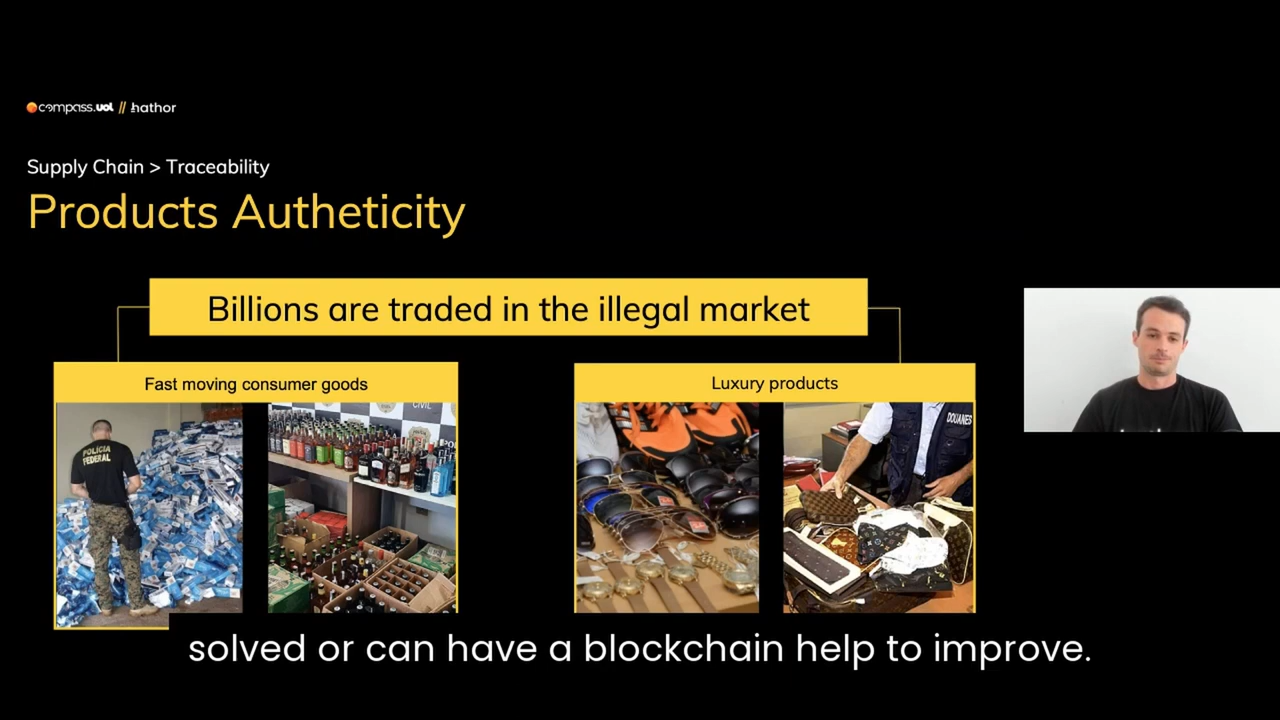 compass.uol // hathor
Supply Chain > Traceability
Products Autheticity
Billions are traded in the illegal market
Fast moving consumer goods
Luxury products
POLÍCIA
FEDERAL
CIVIL
DOUANES
solved or can have a blockchain help to improve.